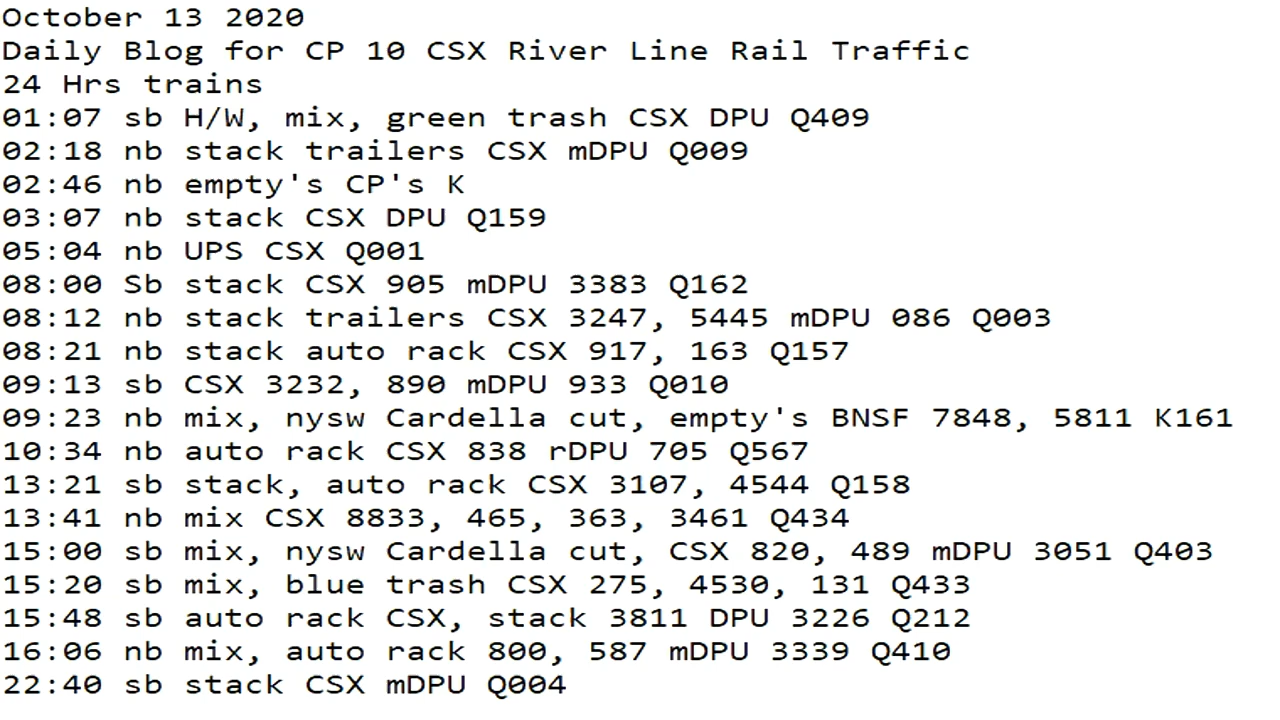 October 13 2020
Daily Blog for CP 10 CSX River Line Rail Traffic
24 Hrs trains
01:07 sb H/W, mix, green trash CSX DPU Q409
02:18 nb stack trailers CSX mDPU Q009
02:46 nb empty's CP's K
03:07 nb stack CSX DPU Q159
05:04 nb UPS CSX Q001
08:00 Sb stack CSX 905 mDPU 3383 Q162
08:12 nb stack trailers CSX 3247, 5445 mDPU 086 Q003
08:21 nb stack auto rack CSX 917, 163 Q157
09:13 sb CSX 3232, 890 mDPU 933 Q010
09:23 nb mix, nysw Cardella cut, empty's BNSF 7848, 5811 K161
10:34 nb auto rack CSX 838 rDPU 705 Q567
13:21 sb stack, auto rack CSX 3107, 4544 Q158
13:41 nb mix CSX 8833, 465, 363, 3461 Q434
15:00 sb mix, nysw Cardella cut, CSX 820, 489 mDPU 3051 Q403
15:20 sb mix, blue trash CSX 275, 4530, 131 Q433
15:48 sb auto rack CSX, stack 3811 DPU 3226 Q212
16:06 nb mix, auto rack 800, 587 mDPU 3339 Q410
22:40 sb stack CSX mDPU Q004